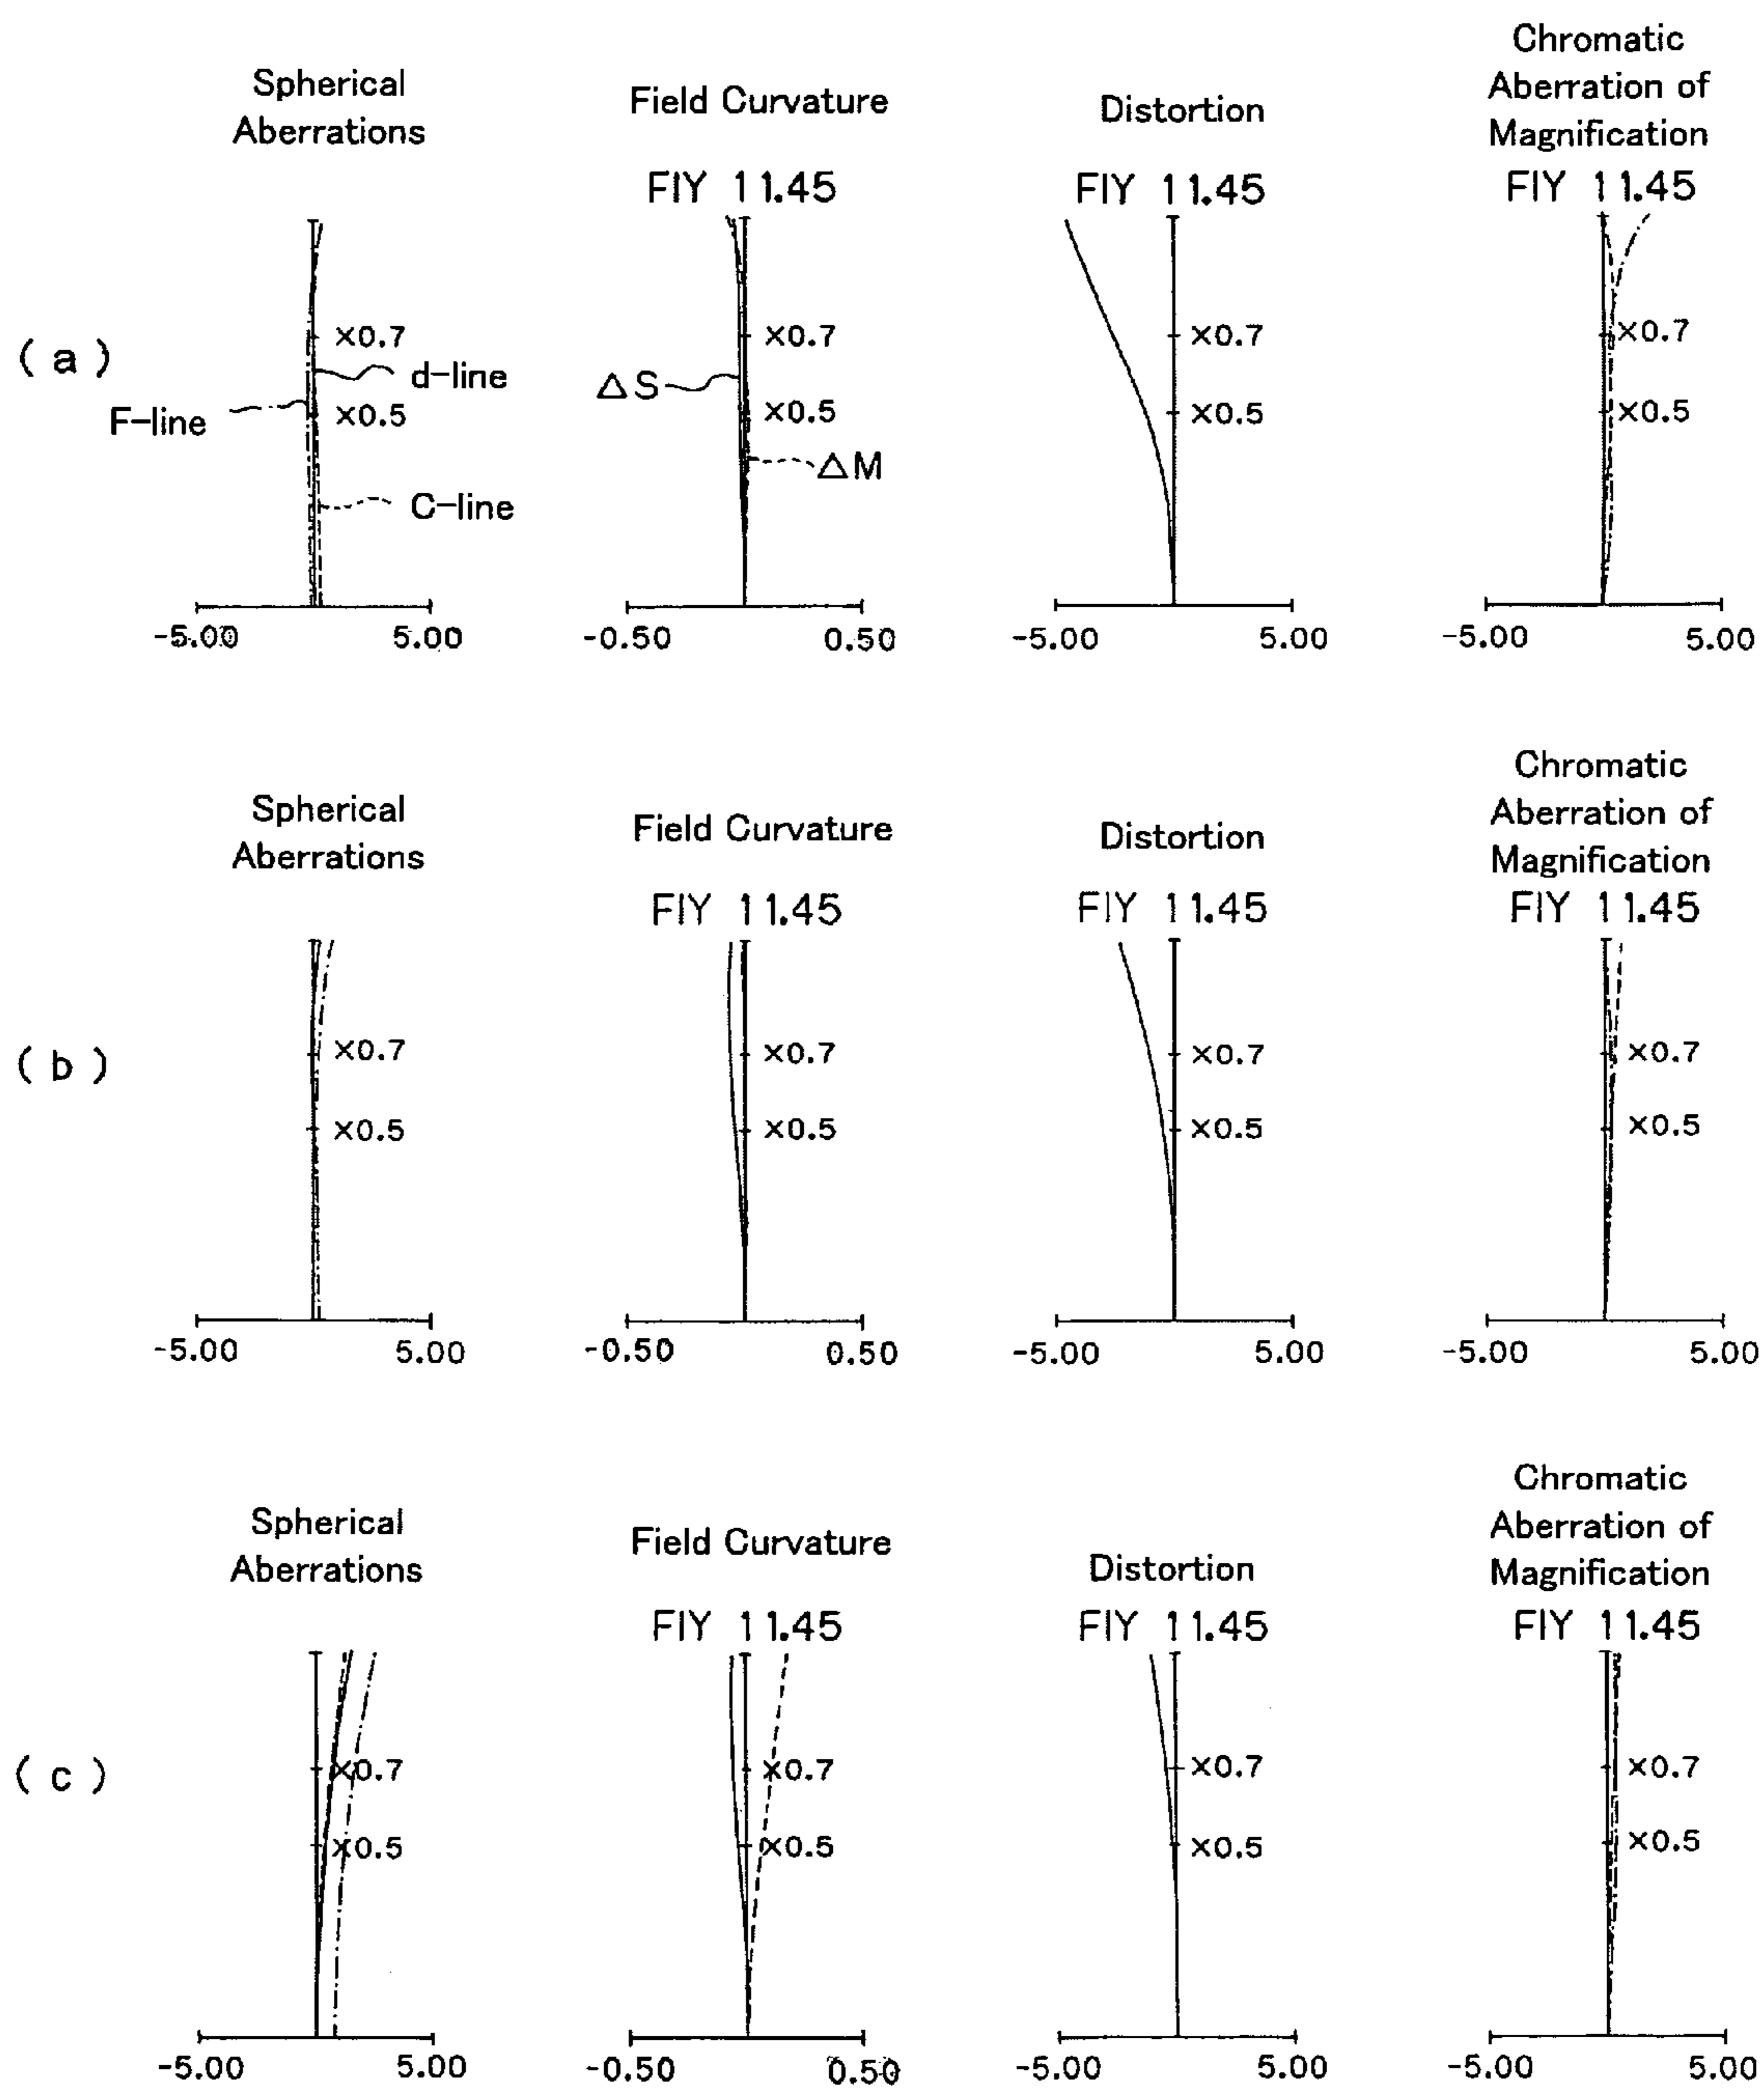 Spherical
Aberrations
Field Curvature
FIY 11.45
Distortion
FIY 11.45
Chromatic
Aberration of
Magnification
FIY 11.45
(a)
×0.7
d-line
F-line
×0.5
C-line
-5.00 5.00
×0.7
△S
×0.5
△M
-0.50 0.50
×0.7
×0.5
-5.00 5.00
×0.7
×0.5
-5.00 5.00
Spherical
Aberrations
Field Curvature
FIY 11.45
Distortion
FIY 11.45
Chromatic
Aberration of
Magnification
FIY 11.45
(b)
×0.7
×0.5
-5.00 5.00
×0.7
×0.5
-0.50 0.50
×0.7
×0.5
-5.00 5.00
×0.7
×0.5
-5.00 5.00
Spherical
Aberrations
Field Curvature
FIY 11.45
Distortion
FIY 11.45
Chromatic
Aberration of
Magnification
FIY 11.45
(c)
×0.7
×0.5
-5.00 5.00
×0.7
×0.5
-0.50 0.50
×0.7
×0.5
-5.00 5.00
×0.7
×0.5
-5.00 5.00